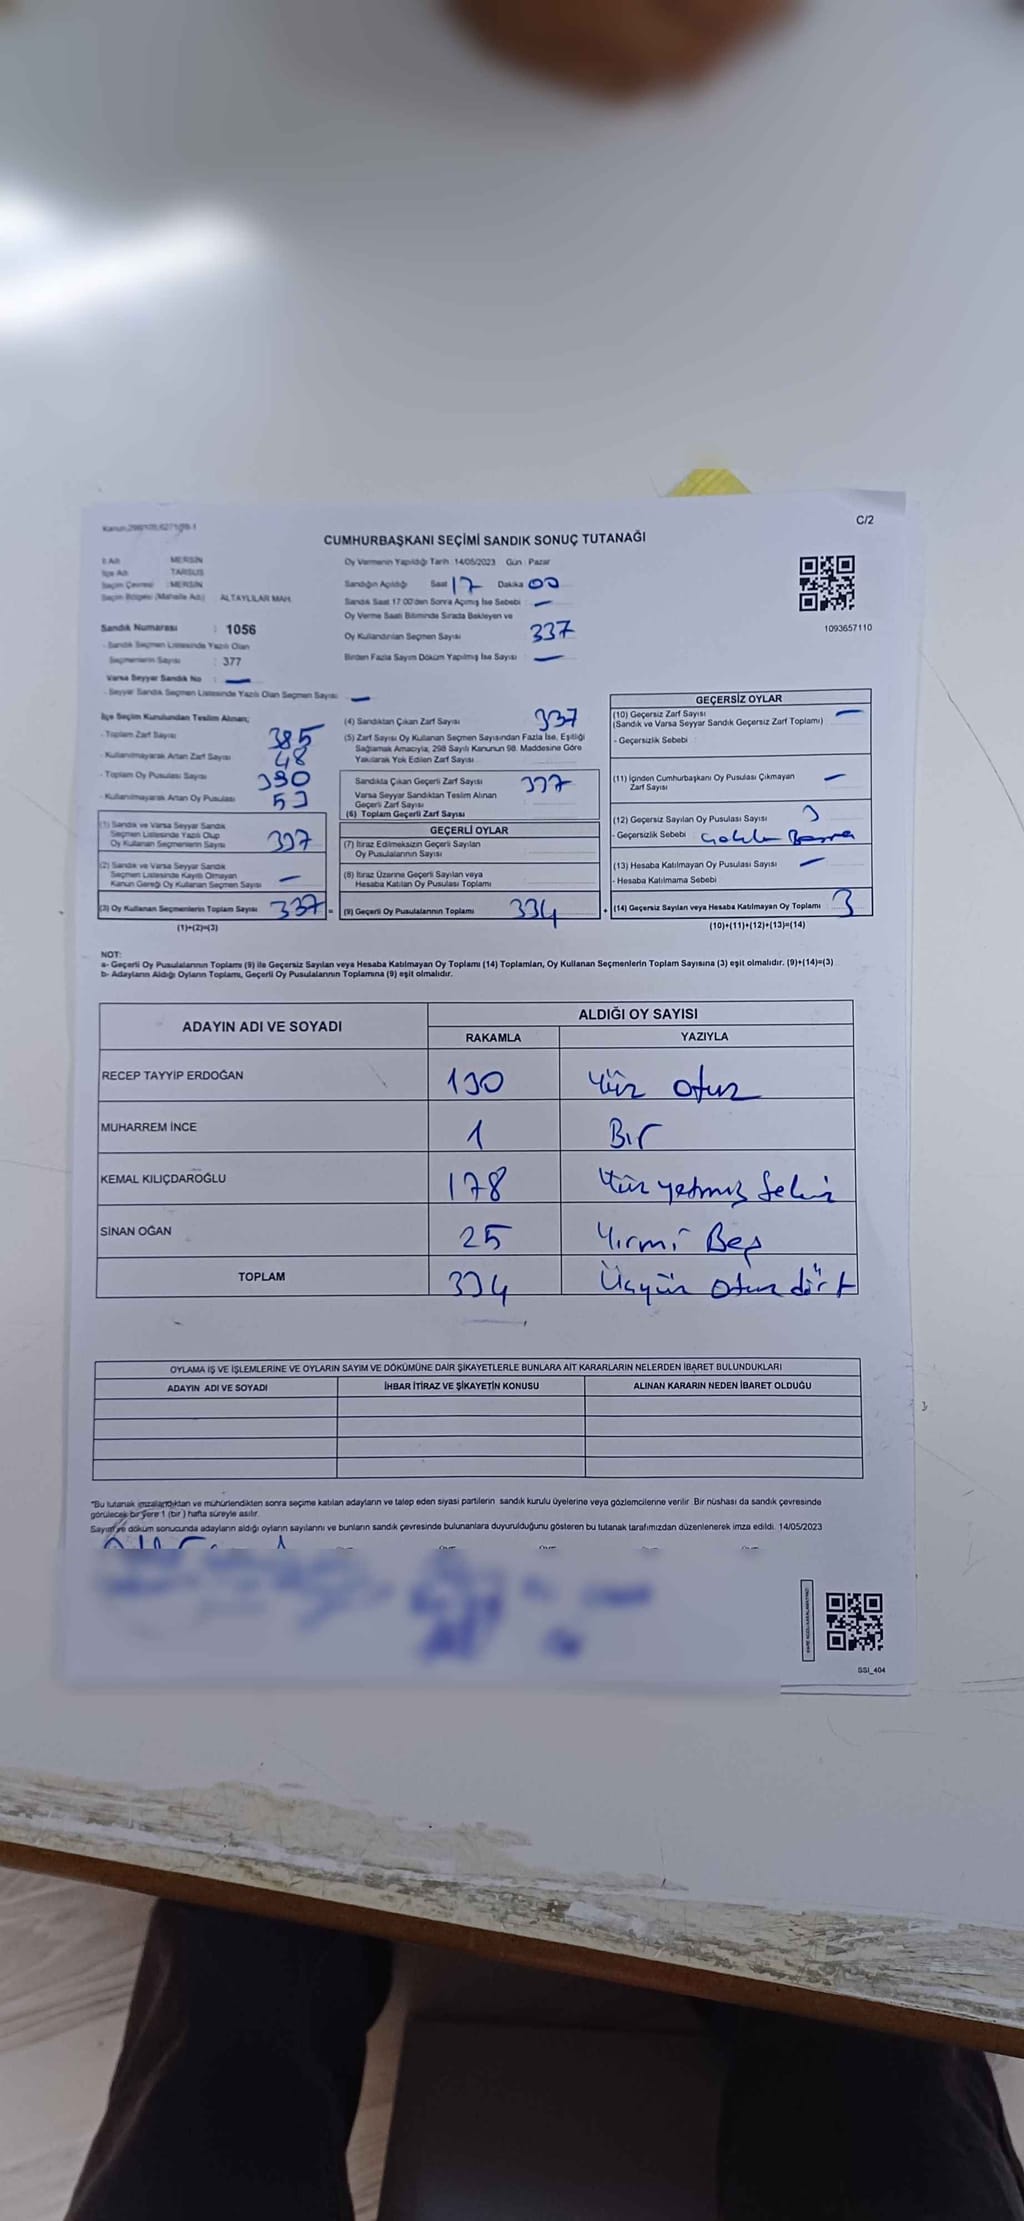 Kanun:298/105,6271/9B-1
C/2
CUMHURBAŞKANI SEÇİMİ SANDIK SONUÇ TUTANAĞI
İl Adı : MERSİN
İlçe Adı : TARSUS
Seçim Çevresi : MERSİN
Seçim Bölgesi (Mahalle Adı) : ALTAYLILAR MAH.
Sandık Numarası : 1056
- Sandık Seçmen Listesinde Yazılı Olan
Seçmenlerin Sayısı : 377
Varsa Seyyar Sandık No : —
- Seyyar Sandık Seçmen Listesinde Yazılı Olan Seçmen Sayısı : —
Oy Vermenin Yapıldığı Tarih : 14/05/2023 Gün : Pazar
Sandığın Açıldığı Saat 17 Dakika 00
Sandık Saat 17:00'den Sonra Açılmış İse Sebebi : —
Oy Verme Saati Bitiminde Sırada Bekleyen ve
Oy Kullandırılan Seçmen Sayısı 337
Birden Fazla Sayım Döküm Yapılmış İse Sayısı : —
1093657110
İlçe Seçim Kurulundan Teslim Alınan;
- Toplam Zarf Sayısı 385
- Kullanılmayarak Artan Zarf Sayısı 48
- Toplam Oy Pusulası Sayısı 390
- Kullanılmayarak Artan Oy Pusulası 53
(1) Sandık ve Varsa Seyyar Sandık
Seçmen Listesinde Yazılı Olup
Oy Kullanan Seçmenlerin Sayısı 337
(2) Sandık ve Varsa Seyyar Sandık
Seçmen Listesinde Kayıtlı Olmayan
Kanun Gereği Oy Kullanan Seçmen Sayısı —
(3) Oy Kullanan Seçmenlerin Toplam Sayısı 337 =
(1)+(2)=(3)
(4) Sandıktan Çıkan Zarf Sayısı 337
(5) Zarf Sayısı Oy Kullanan Seçmen Sayısından Fazla İse, Eşitliği
Sağlamak Amacıyla, 298 Sayılı Kanunun 98. Maddesine Göre
Yakılarak Yok Edilen Zarf Sayısı
Sandıkta Çıkan Geçerli Zarf Sayısı 337
Varsa Seyyar Sandıktan Teslim Alınan
Geçerli Zarf Sayısı
(6) Toplam Geçerli Zarf Sayısı
GEÇERLİ OYLAR
(7) İtiraz Edilmeksizin Geçerli Sayılan
Oy Pusulalarının Sayısı
(8) İtiraz Üzerine Geçerli Sayılan veya
Hesaba Katılan Oy Pusulası Toplamı
(9) Geçerli Oy Pusulalarının Toplamı 334 +
GEÇERSİZ OYLAR
(10) Geçersiz Zarf Sayısı —
(Sandık ve Varsa Seyyar Sandık Geçersiz Zarf Toplamı)
- Geçersizlik Sebebi
(11) İçinden Cumhurbaşkanı Oy Pusulası Çıkmayan —
Zarf Sayısı
(12) Geçersiz Sayılan Oy Pusulası Sayısı 3
- Geçersizlik Sebebi :
(13) Hesaba Katılmayan Oy Pusulası Sayısı —
- Hesaba Katılmama Sebebi
(14) Geçersiz Sayılan veya Hesaba Katılmayan Oy Toplamı 3
(10)+(11)+(12)+(13)=(14)
NOT:
a- Geçerli Oy Pusulalarının Toplamı (9) ile Geçersiz Sayılan veya Hesaba Katılmayan Oy Toplamı (14) Toplamları, Oy Kullanan Seçmenlerin Toplam Sayısına (3) eşit olmalıdır. (9)+(14)=(3)
b- Adayların Aldığı Oyların Toplamı, Geçerli Oy Pusulalarının Toplamına (9) eşit olmalıdır.
ADAYIN ADI VE SOYADI ALDIĞI OY SAYISI
RAKAMLA YAZIYLA
RECEP TAYYİP ERDOĞAN 130 Yüz otuz
MUHARREM İNCE 1 Bir
KEMAL KILIÇDAROĞLU 178 Yüz yetmiş Sekiz
SİNAN OĞAN 25 Yirmi Beş
TOPLAM 334 Üçyüz otuz dört
OYLAMA İŞ VE İŞLEMLERİNE VE OYLARIN SAYIM VE DÖKÜMÜNE DAİR ŞİKAYETLERLE BUNLARA AİT KARARLARIN NELERDEN İBARET BULUNDUKLARI
ADAYIN ADI VE SOYADI İHBAR İTİRAZ VE ŞİKAYETİN KONUSU ALINAN KARARIN NEDEN İBARET OLDUĞU
"Bu tutanak imzalandıktan ve mühürlendikten sonra seçime katılan adayların ve talep eden siyasi partilerin sandık kurulu üyelerine veya gözlemcilerine verilir. Bir nüshası da sandık çevresinde
görülecek bir yere 1 (bir) hafta süreyle asılır.
Sayım ve döküm sonucunda adayların aldığı oyların sayılarını ve bunların sandık çevresinde bulunanlara duyurulduğunu gösteren bu tutanak tarafımızdan düzenlenerek imza edildi. 14/05/2023
SSI_404